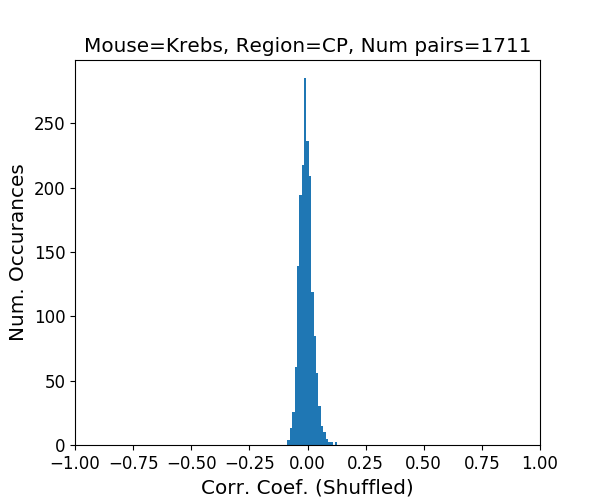 Mouse=Krebs, Region=CP, Num pairs=1711
Num. Occurances
250
200
150
100
50
0
−1.00 −0.75 −0.50 −0.25 0.00 0.25 0.50 0.75 1.00
Corr. Coef. (Shuffled)